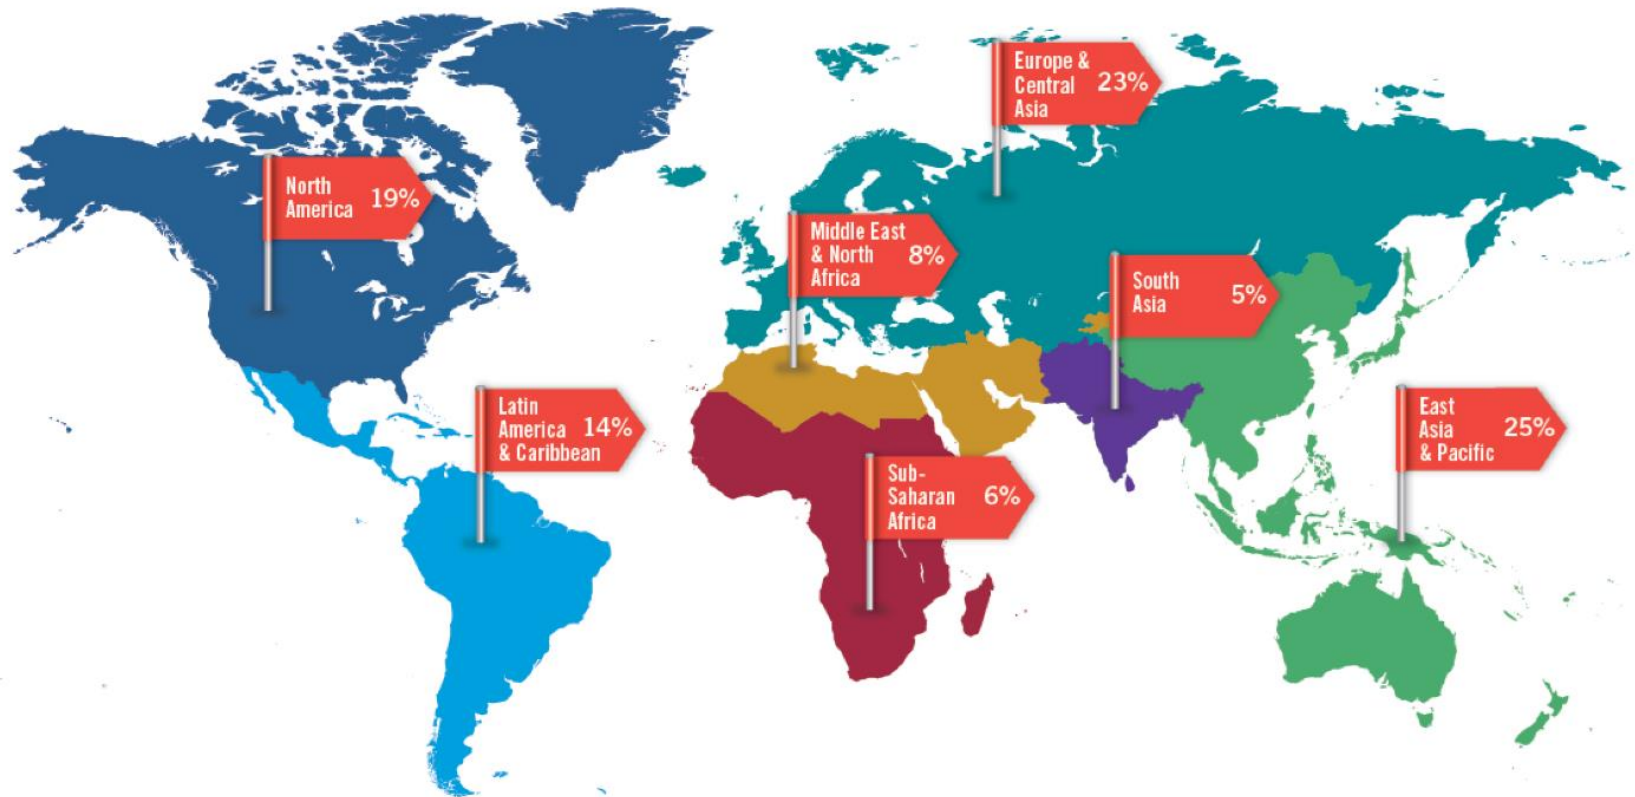 Europe &
Central 23%
Asia
North
America 19%
Middle East
& North 8%
Africa
South
Asia 5%
Latin
America 14%
& Caribbean
East
Asia 25%
& Pacific
Sub-
Saharan 6%
Africa